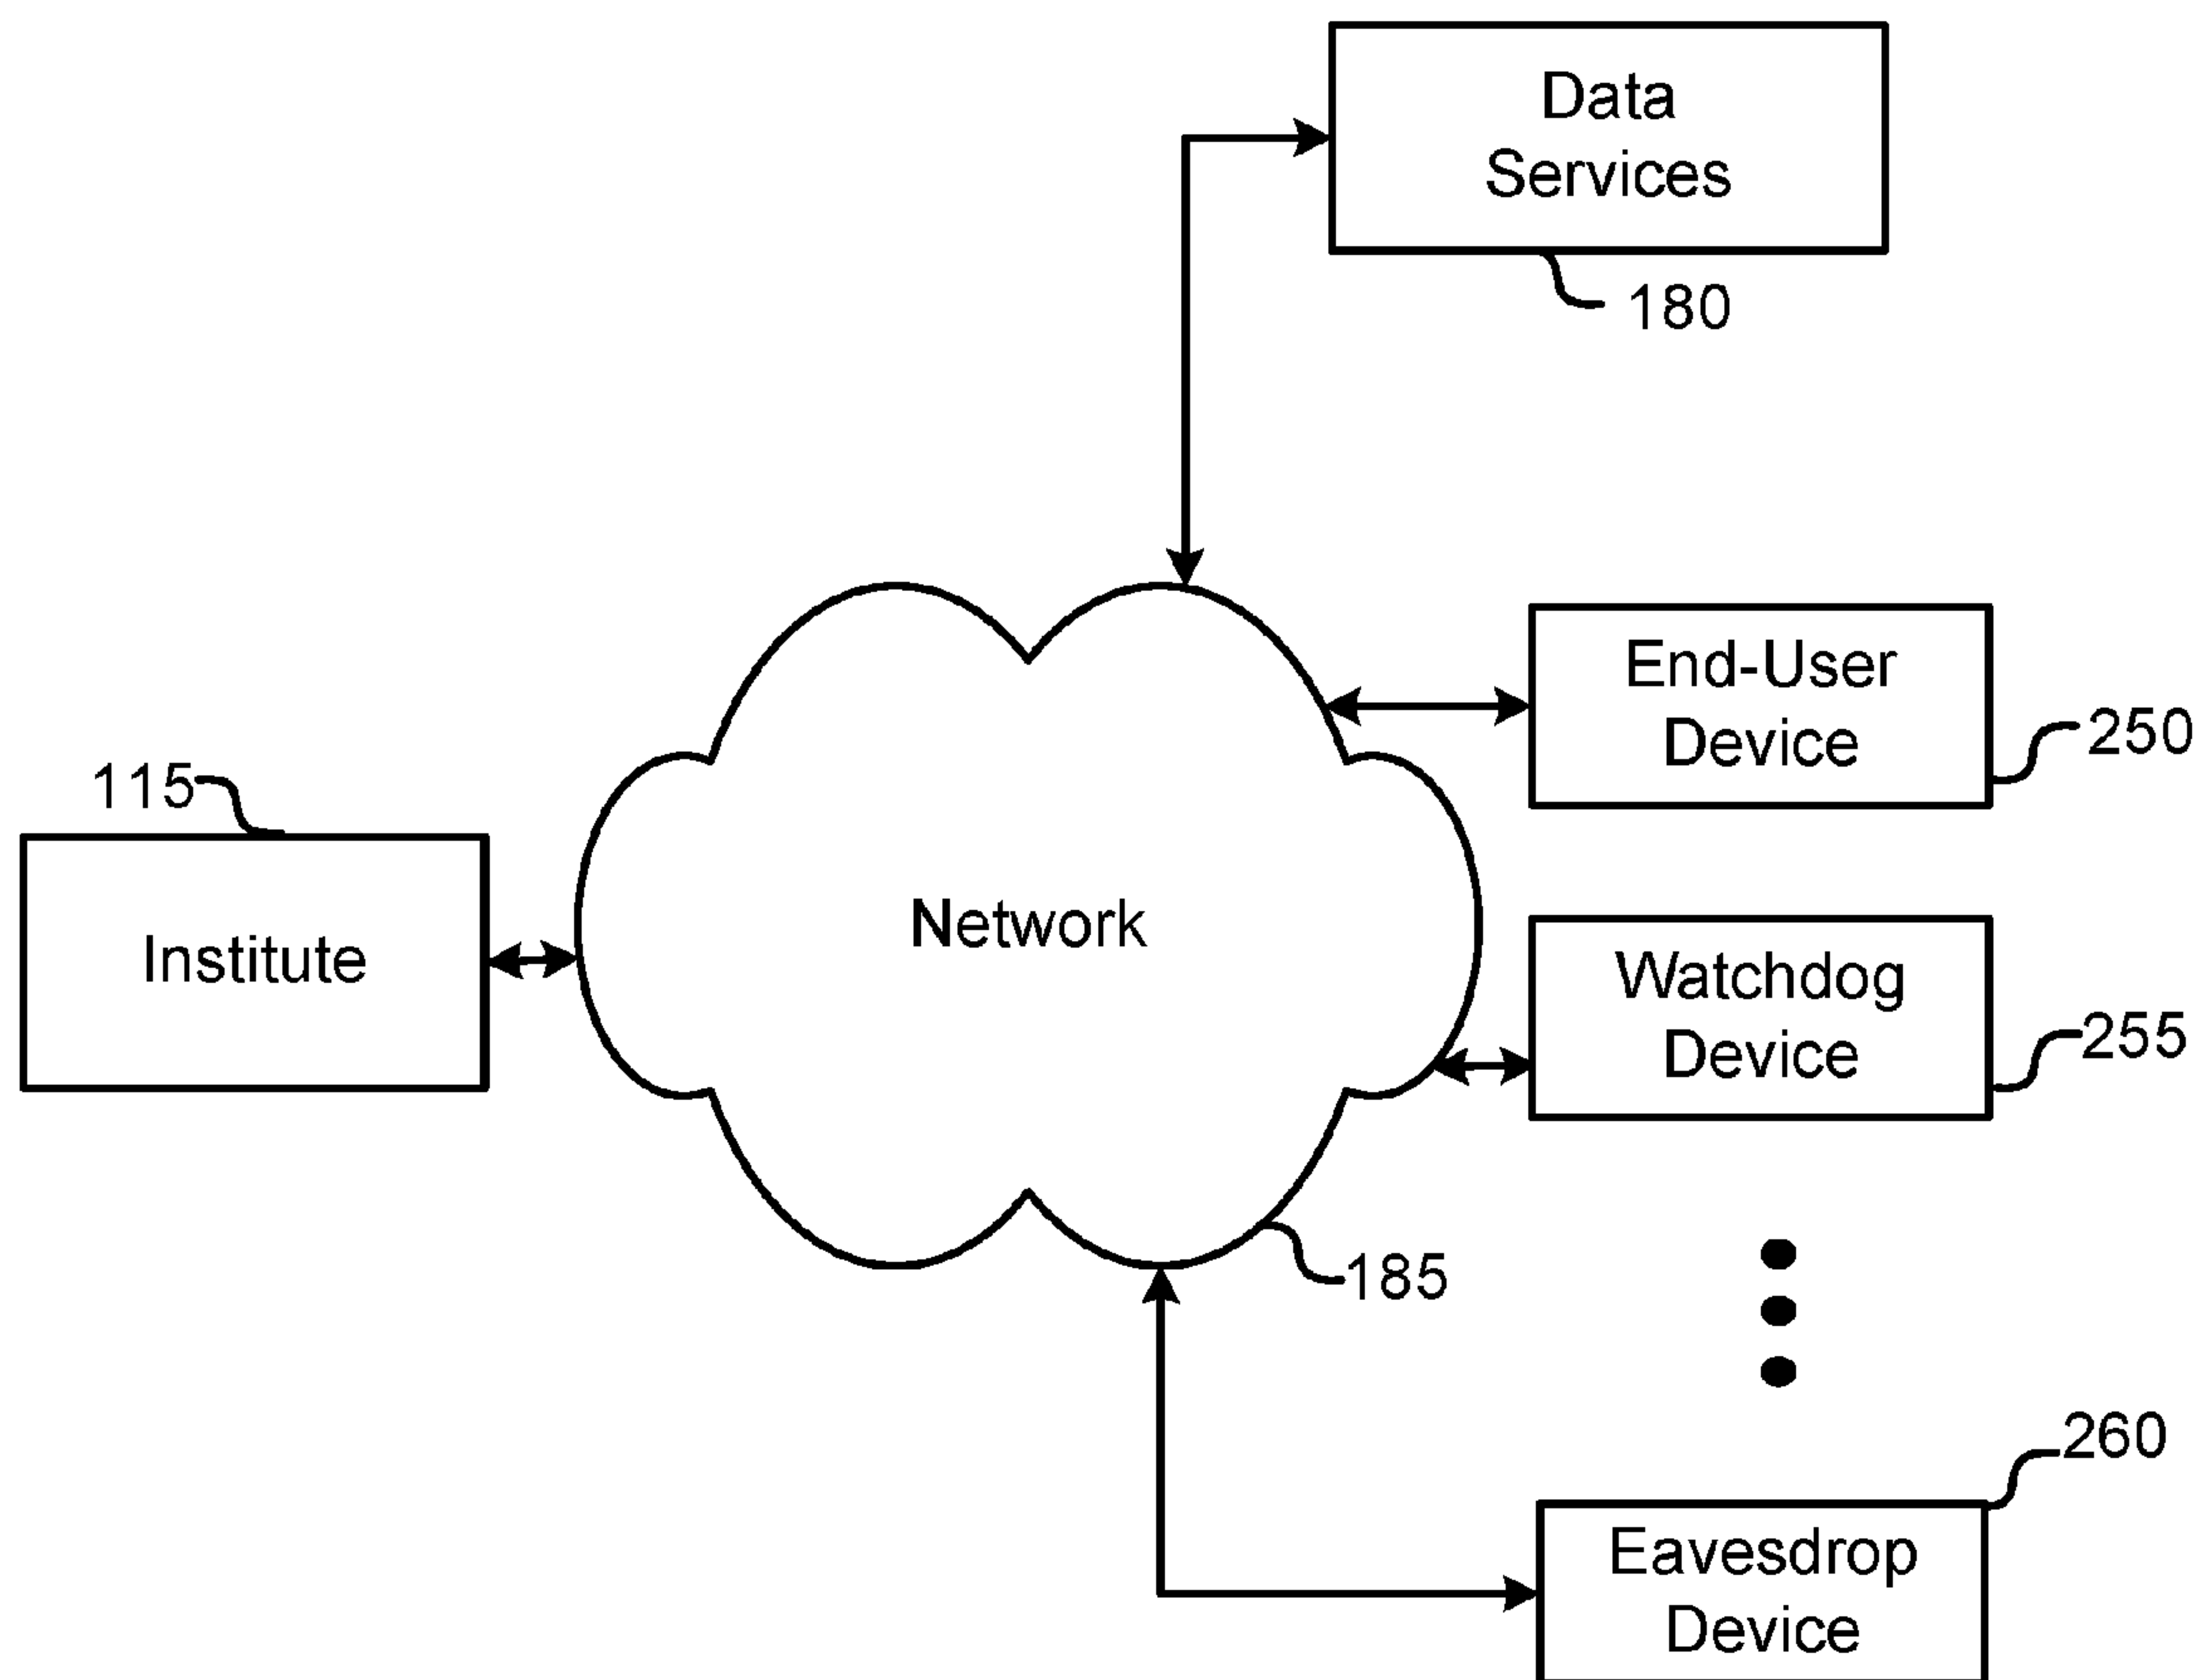 Data
Services
180
End-User
Device
250
115
Institute
Network
Watchdog
Device
255
185
260
Eavesdrop
Device